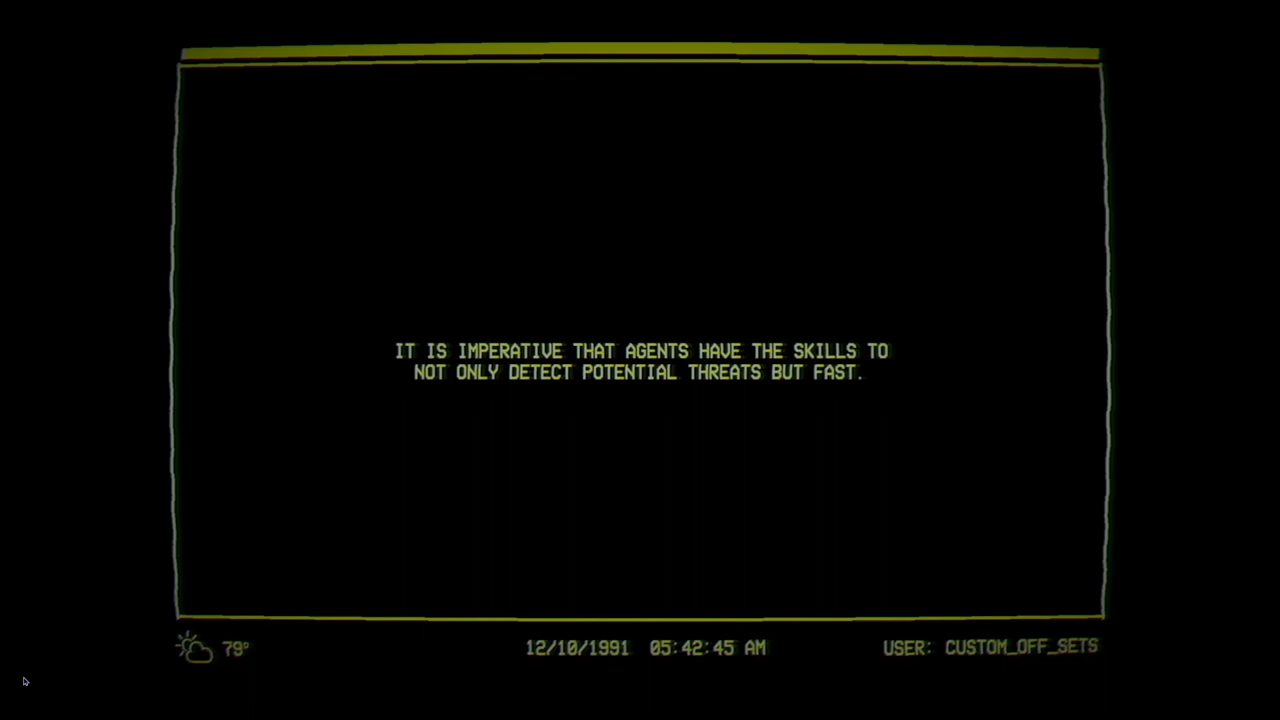 IT IS IMPERATIVE THAT AGENTS HAVE THE SKILLS TO
NOT ONLY DETECT POTENTIAL THREATS BUT FAST.
79° 12/10/1991 05:42:45 AM USER: CUSTOM_OFF_SETS